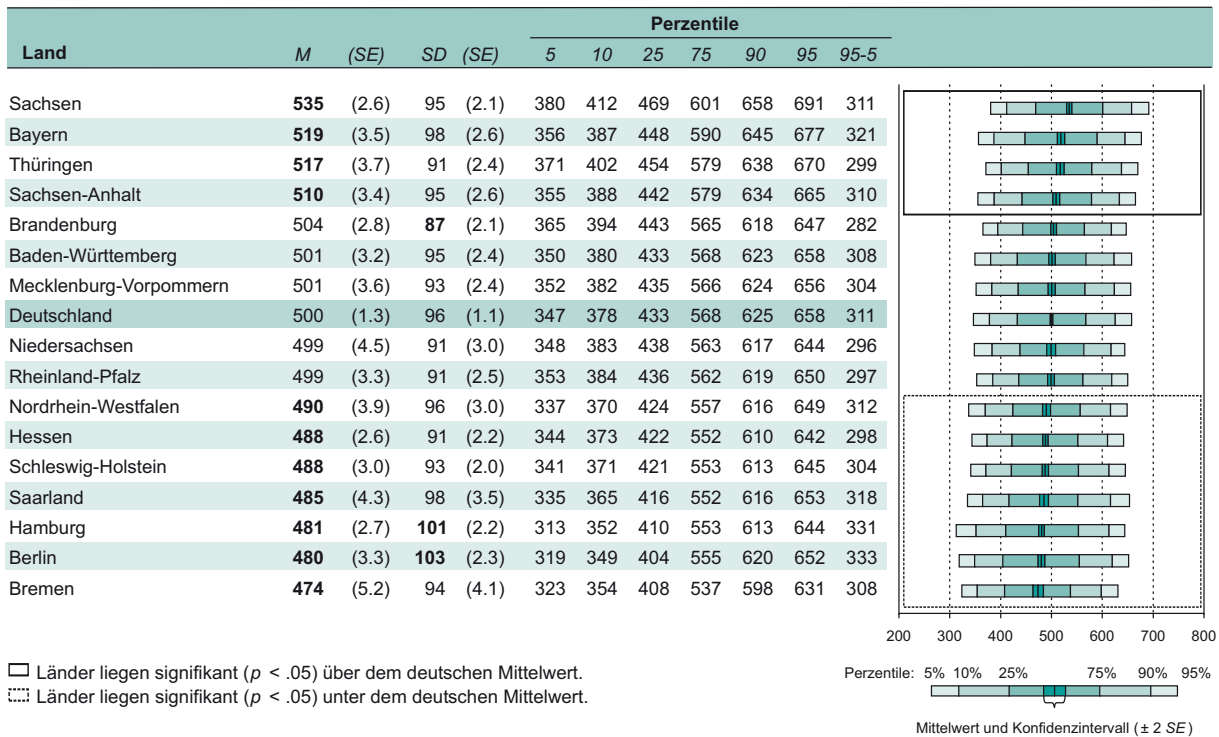 Perzentile
Land M (SE) SD (SE) 5 10 25 75 90 95 95-5
Sachsen 535 (2.6) 95 (2.1) 380 412 469 601 658 691 311
Bayern 519 (3.5) 98 (2.6) 356 387 448 590 645 677 321
Thüringen 517 (3.7) 91 (2.4) 371 402 454 579 638 670 299
Sachsen-Anhalt 510 (3.4) 95 (2.6) 355 388 442 579 634 665 310
Brandenburg 504 (2.8) 87 (2.1) 365 394 443 565 618 647 282
Baden-Württemberg 501 (3.2) 95 (2.4) 350 380 433 568 623 658 308
Mecklenburg-Vorpommern 501 (3.6) 93 (2.4) 352 382 435 566 624 656 304
Deutschland 500 (1.3) 96 (1.1) 347 378 433 568 625 658 311
Niedersachsen 499 (4.5) 91 (3.0) 348 383 438 563 617 644 296
Rheinland-Pfalz 499 (3.3) 91 (2.5) 353 384 436 562 619 650 297
Nordrhein-Westfalen 490 (3.9) 96 (3.0) 337 370 424 557 616 649 312
Hessen 488 (2.6) 91 (2.2) 344 373 422 552 610 642 298
Schleswig-Holstein 488 (3.0) 93 (2.0) 341 371 421 553 613 645 304
Saarland 485 (4.3) 98 (3.5) 335 365 416 552 616 653 318
Hamburg 481 (2.7) 101 (2.2) 313 352 410 553 613 644 331
Berlin 480 (3.3) 103 (2.3) 319 349 404 555 620 652 333
Bremen 474 (5.2) 94 (4.1) 323 354 408 537 598 631 308
200 300 400 500 600 700 800
Länder liegen signifikant (p < .05) über dem deutschen Mittelwert.
Länder liegen signifikant (p < .05) unter dem deutschen Mittelwert.
Perzentile: 5% 10% 25% 75% 90% 95%
Mittelwert und Konfidenzintervall (± 2 SE)